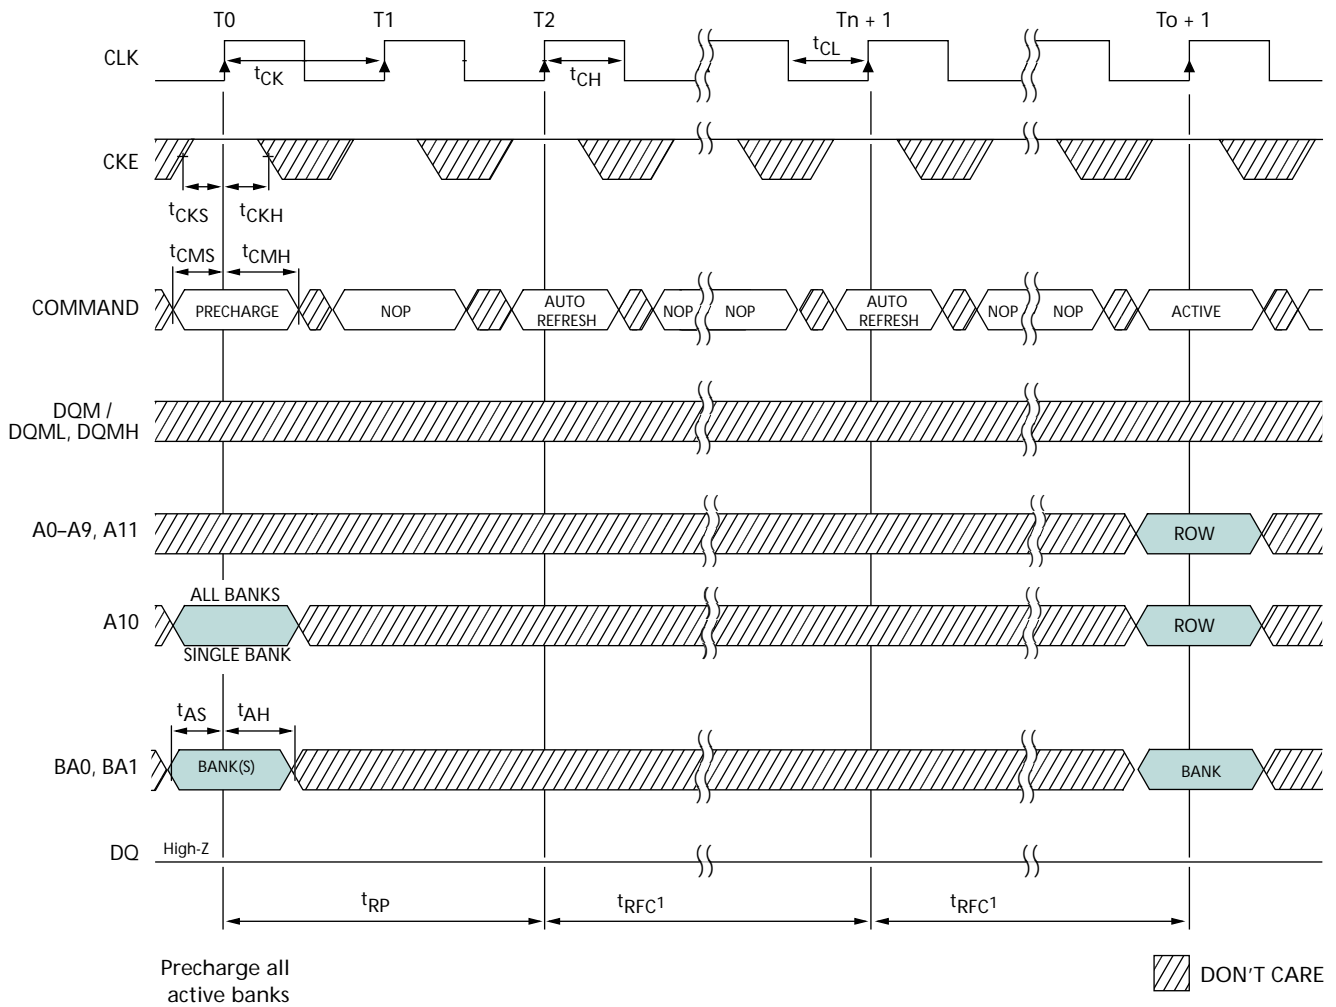 T0 T1 T2 Tn + 1 To + 1
CLK
tCK tCH tCL
CKE
tCKS tCKH
tCMS tCMH
COMMAND PRECHARGE NOP AUTO REFRESH NOP NOP AUTO REFRESH NOP NOP ACTIVE
DQM /
DQML, DQMH
A0–A9, A11 ROW
ALL BANKS
A10 ROW
SINGLE BANK
tAS tAH
BA0, BA1 BANK(S) BANK
DQ High-Z
tRP tRFC1 tRFC1
Precharge all
active banks
DON'T CARE